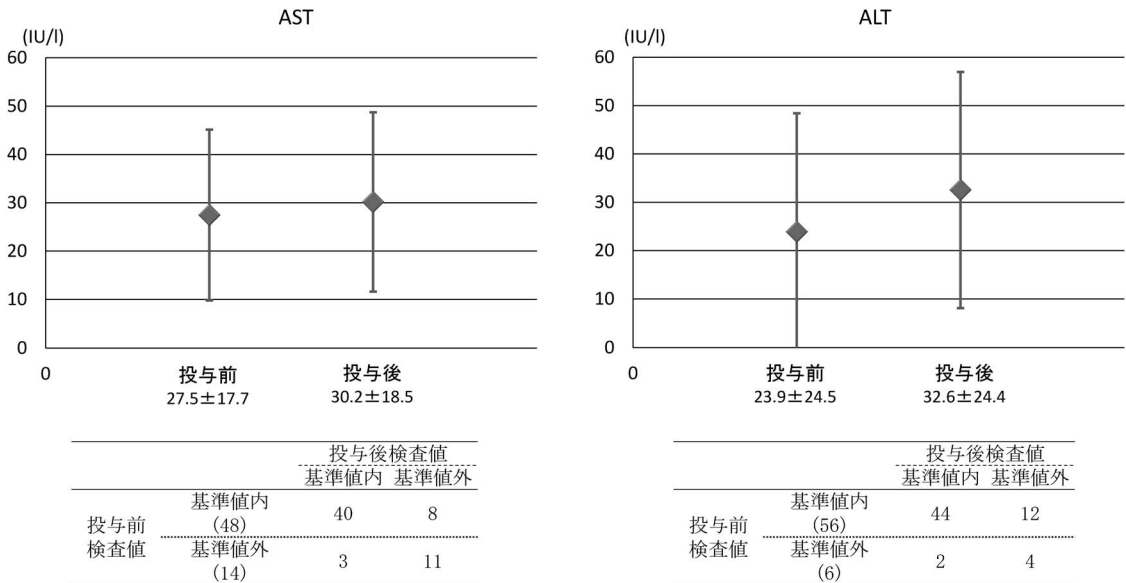 AST
(IU/l)
60
50
40
30
20
10
0
0
投与前
投与後
27.5±17.7
30.2±18.5
投与後検査値
基準値内 基準値外
投与前
検査値
基準値内
(48)
40 8
基準値外
(14)
3 11
ALT
(IU/l)
60
50
40
30
20
10
0
0
投与前
投与後
23.9±24.5
32.6±24.4
投与後検査値
基準値内 基準値外
投与前
検査値
基準値内
(56)
44 12
基準値外
(6)
2 4